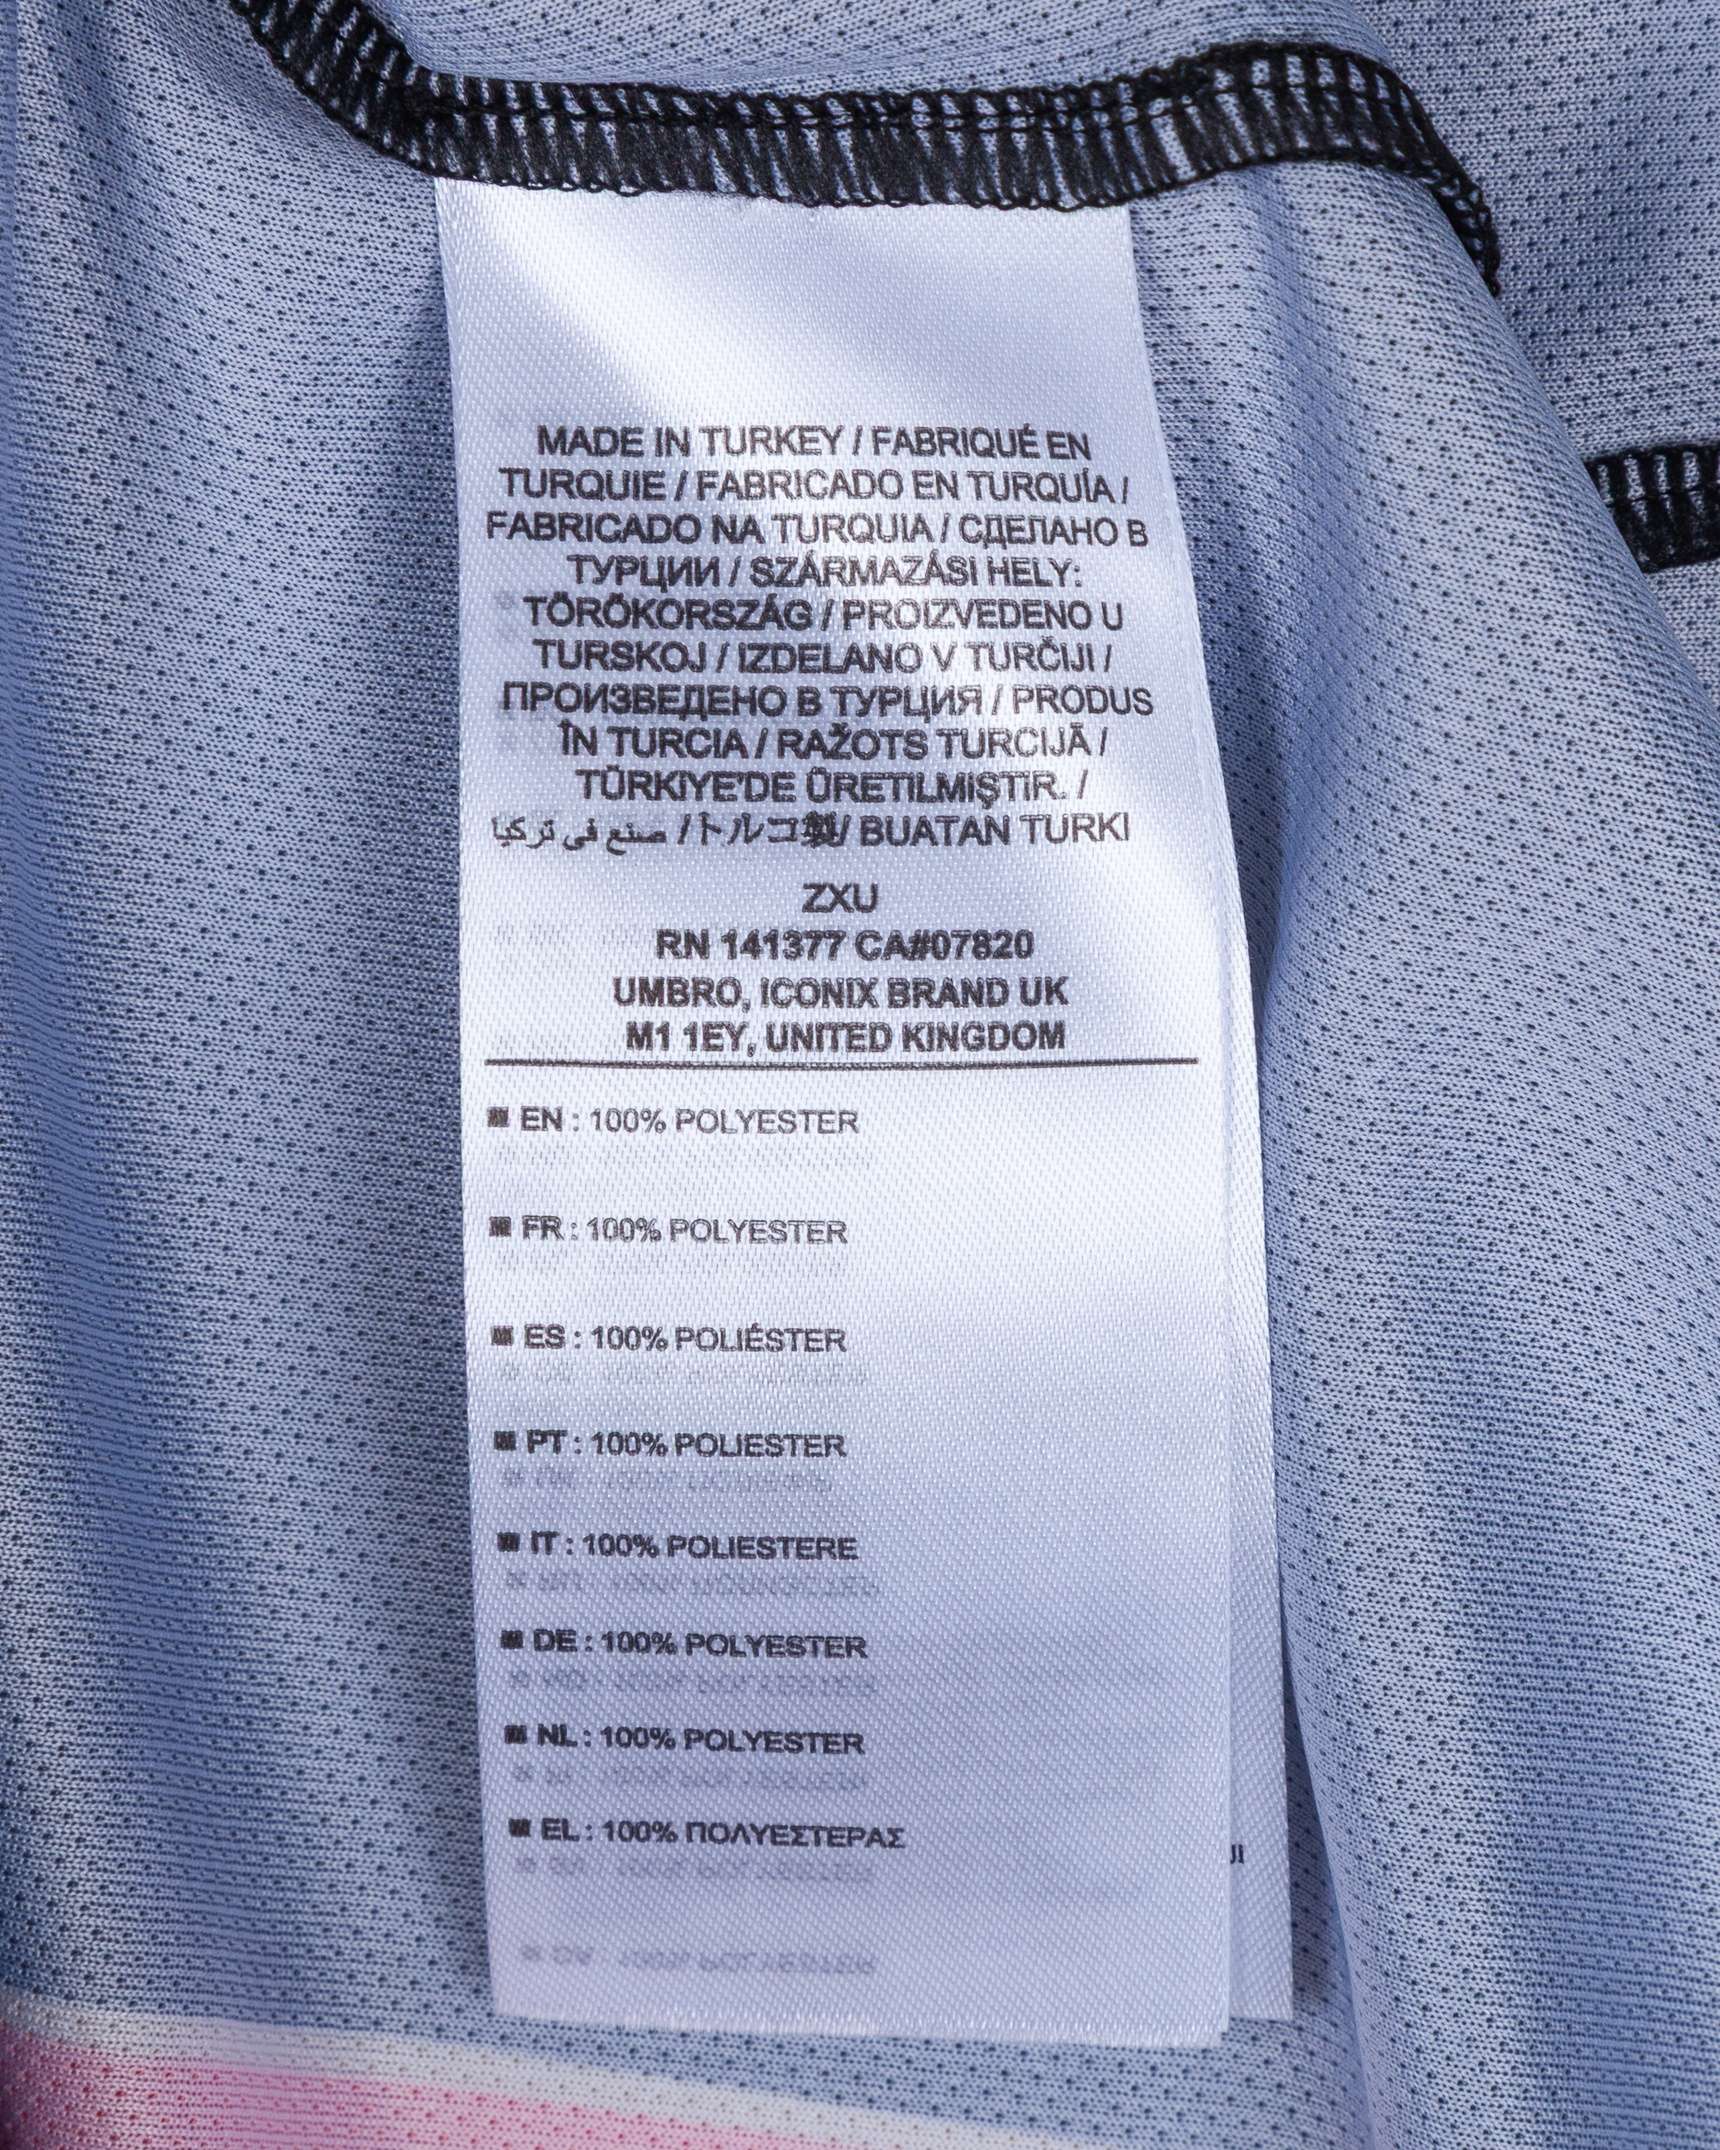 MADE IN TURKEY / FABRIQUÉ EN
TURQUIE / FABRICADO EN TURQUÍA /
FABRICADO NA TURQUIA / СДЕЛАНО В
ТУРЦИИ / SZÁRMAZÁSI HELY:
TÖRÖKORSZÁG / PROIZVEDENO U
TURSKOJ / IZDELANO V TURČIJI /
ПРОИЗВЕДЕНО В ТУРЦИЯ / PRODUS
ÎN TURCIA / RAŽOTS TURCIJĀ /
TÜRKIYE'DE ÜRETILMIŞTIR. /
صنع في تركيا / トルコ製/ BUATAN TURKI
ZXU
RN 141377 CA#07820
UMBRO, ICONIX BRAND UK
M1 1EY, UNITED KINGDOM
■ EN : 100% POLYESTER
■ FR : 100% POLYESTER
■ ES : 100% POLIÉSTER
■ PT : 100% POLIESTER
■ IT : 100% POLIESTERE
■ DE : 100% POLYESTER
■ NL : 100% POLYESTER
■ EL : 100% ΠΟΛΥΕΣΤΕΡΑΣ